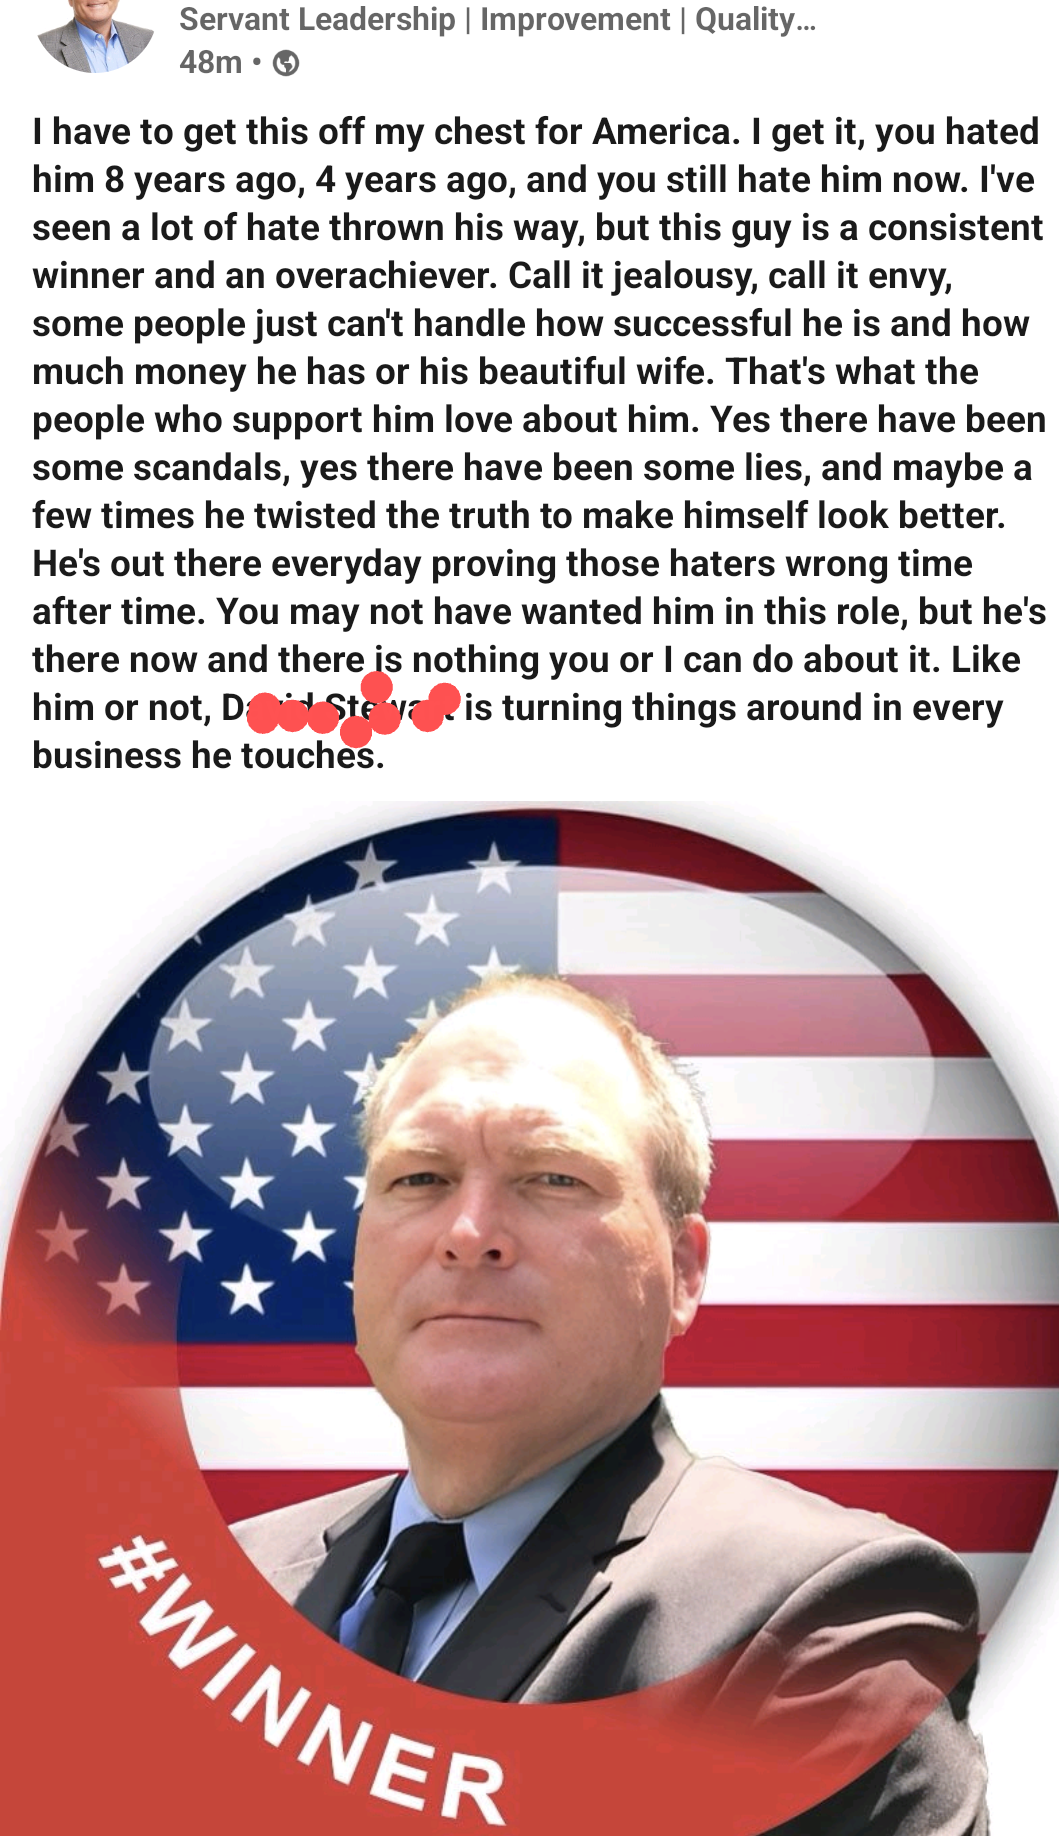 Servant Leadership | Improvement | Quality...
48m •
I have to get this off my chest for America. I get it, you hated
him 8 years ago, 4 years ago, and you still hate him now. I've
seen a lot of hate thrown his way, but this guy is a consistent
winner and an overachiever. Call it jealousy, call it envy,
some people just can't handle how successful he is and how
much money he has or his beautiful wife. That's what the
people who support him love about him. Yes there have been
some scandals, yes there have been some lies, and maybe a
few times he twisted the truth to make himself look better.
He's out there everyday proving those haters wrong time
after time. You may not have wanted him in this role, but he's
there now and there is nothing you or I can do about it. Like
him or not, is turning things around in every
business he touches.
#WINNER